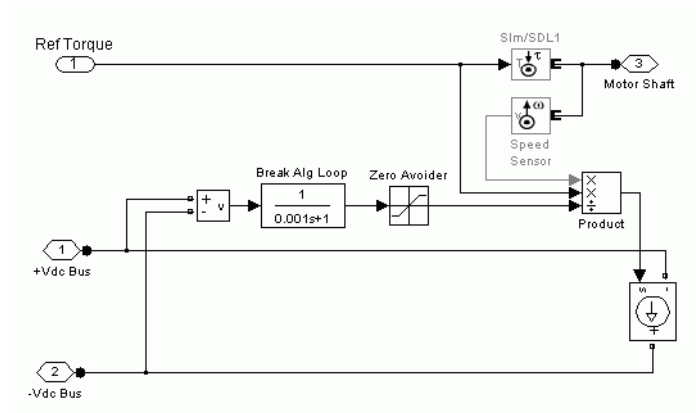 Ref Torque
1
Slm/SDL1
T τ
3
Motor Shaft
v ω
Speed
Sensor
Break Alg Loop
Zero Avoider
1
0.001s+1
+
-
v
×
×
÷
Product
1
+Vdc Bus
s -
+
2
-Vdc Bus